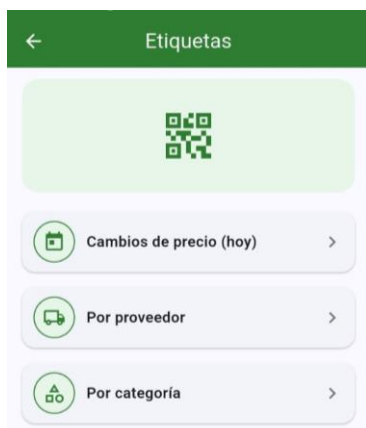 Etiquetas
Cambios de precio (hoy)
Por proveedor
Por categoría